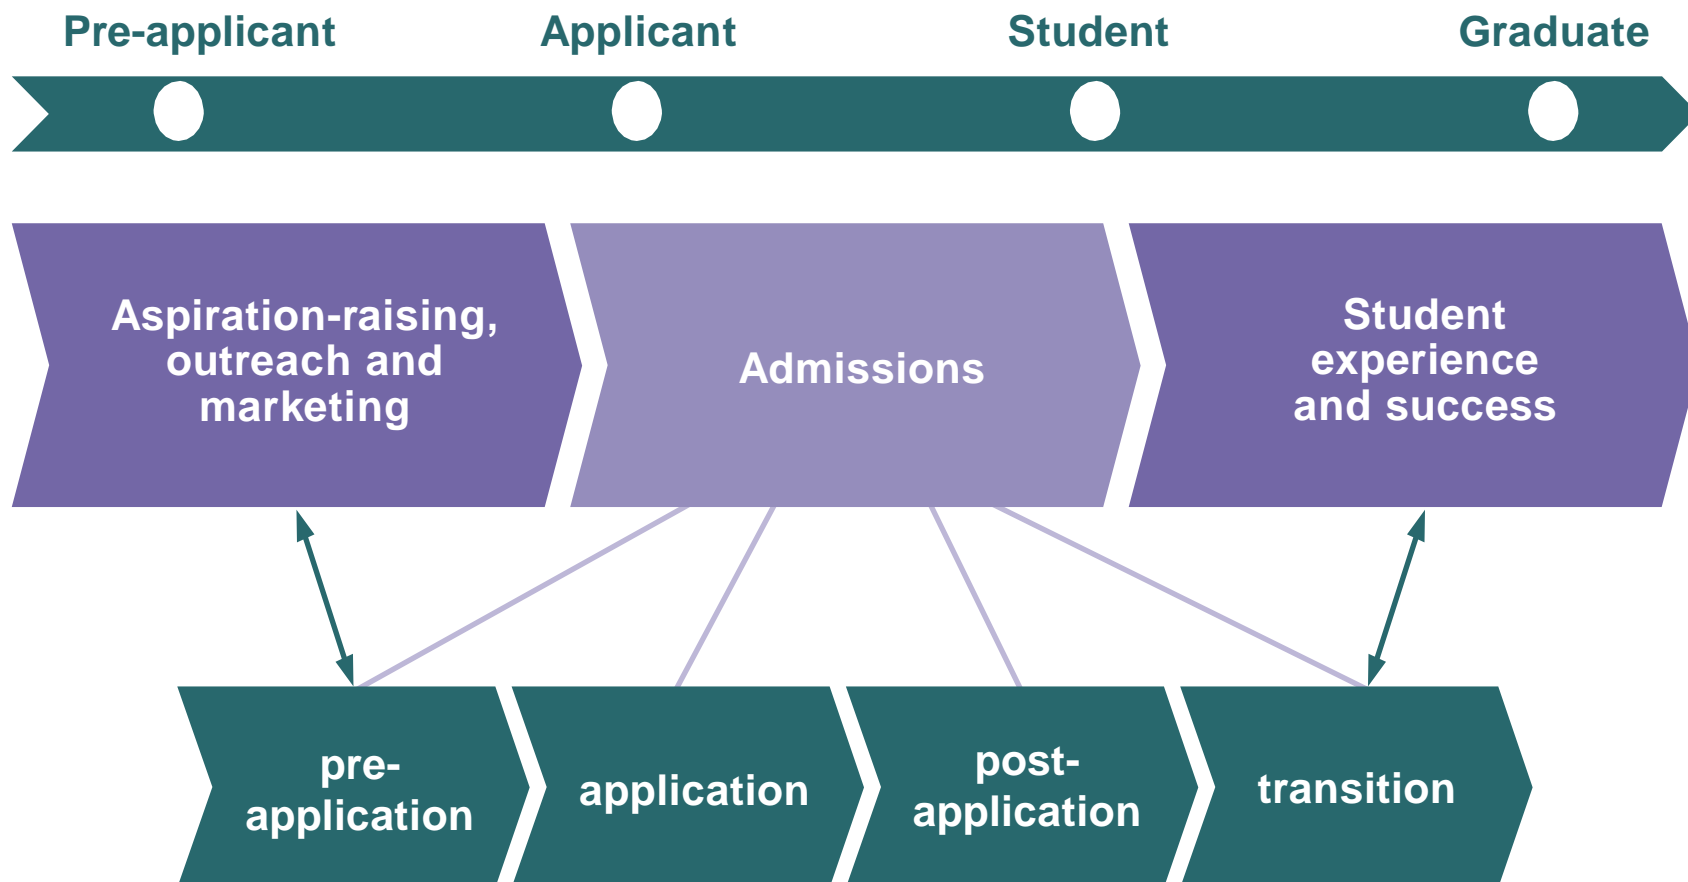 Pre-applicant
Applicant
Student
Graduate
Aspiration-raising,
outreach and
marketing
Admissions
Student
experience
and success
pre-
application
application
post-
application
transition